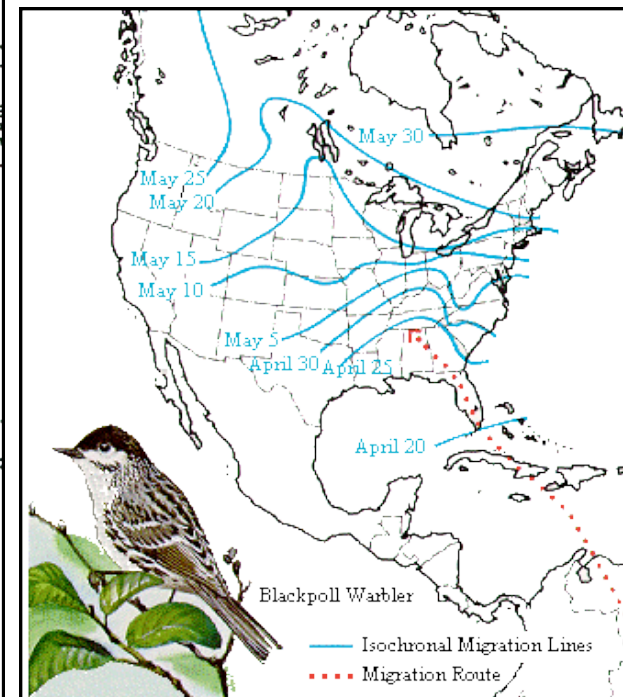 May 30
May 25
May 20
May 15
May 10
May 5
April 30
April 25
April 20
Blackpoll Warbler
Isochronal Migration Lines
Migration Route